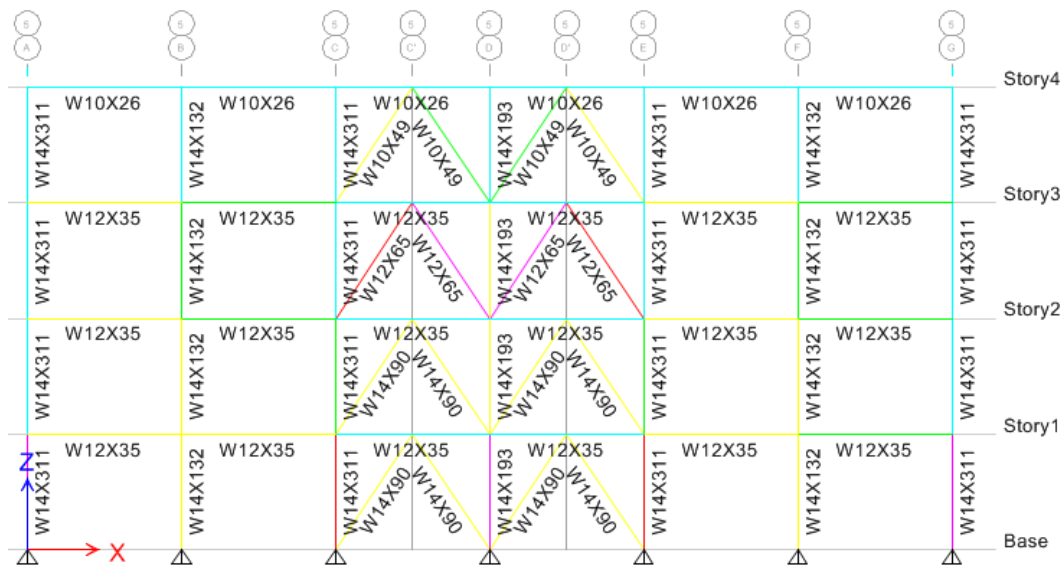 5 5 5 5 5 5 5 5 5
A B C C' D D' E F G
Story4
W10X26 W10X26 W10X26 W10X26 W10X26 W10X26
W14X311 W14X132 W14X311 W10X49 W10X49 W14X193 W10X49 W10X49 W14X311 W14X132 W14X311
Story3
W12X35 W12X35 W12X35 W12X35 W12X35 W12X35
W14X311 W14X132 W14X311 W12X65 W12X65 W14X193 W12X65 W12X65 W14X311 W14X132 W14X311
Story2
W12X35 W12X35 W12X35 W12X35 W12X35 W12X35
W14X311 W14X132 W14X311 W14X90 W14X90 W14X193 W14X90 W14X90 W14X311 W14X132 W14X311
Story1
W12X35 W12X35 W12X35 W12X35 W12X35 W12X35
W14X311 W14X132 W14X311 W14X90 W14X90 W14X193 W14X90 W14X90 W14X311 W14X132 W14X311
Z
Base
X